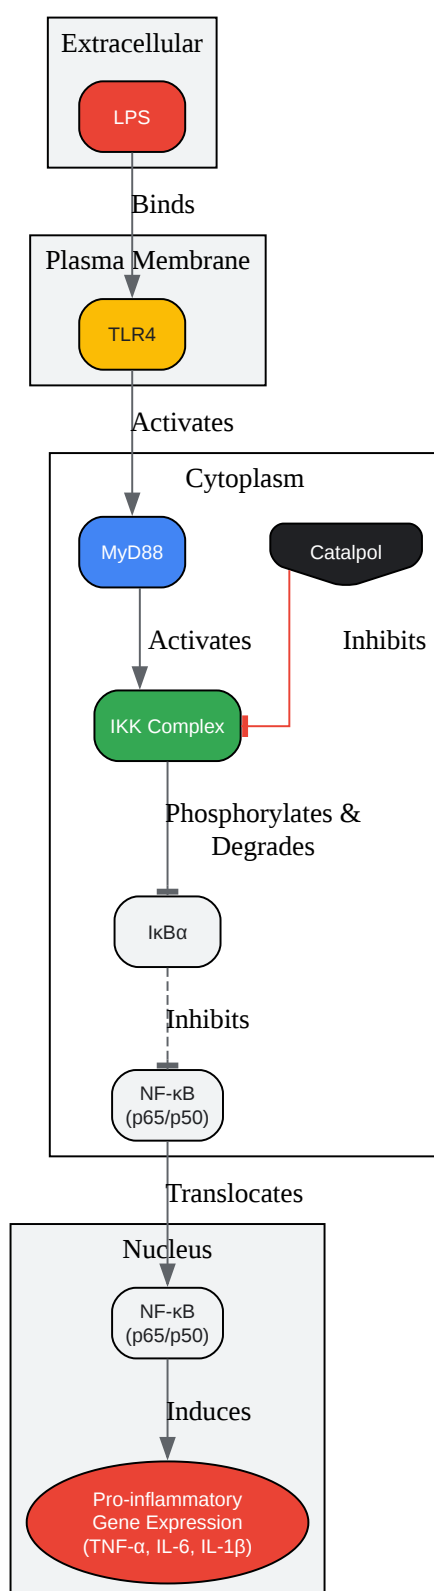 Extracellular
LPS
Binds
Plasma Membrane
TLR4
Activates
Cytoplasm
MyD88
Catalpol
Activates
Inhibits
IKK Complex
Phosphorylates &
Degrades
IκBα
Inhibits
NF-κB
(p65/p50)
Translocates
Nucleus
NF-κB
(p65/p50)
Induces
Pro-inflammatory
Gene Expression
(TNF-α, IL-6, IL-1β)